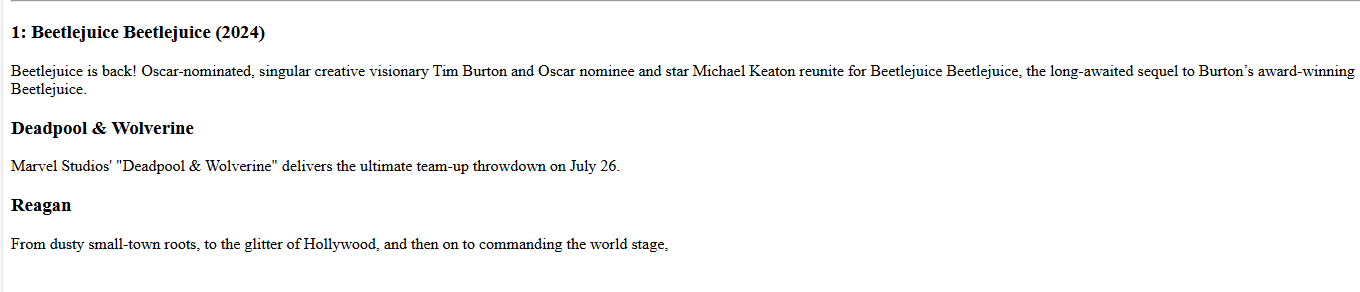 1: Beetlejuice Beetlejuice (2024)
Beetlejuice is back! Oscar-nominated, singular creative visionary Tim Burton and Oscar nominee and star Michael Keaton reunite for Beetlejuice Beetlejuice, the long-awaited sequel to Burton’s award-winning
Beetlejuice.
Deadpool & Wolverine
Marvel Studios' "Deadpool & Wolverine" delivers the ultimate team-up throwdown on July 26.
Reagan
From dusty small-town roots, to the glitter of Hollywood, and then on to commanding the world stage,